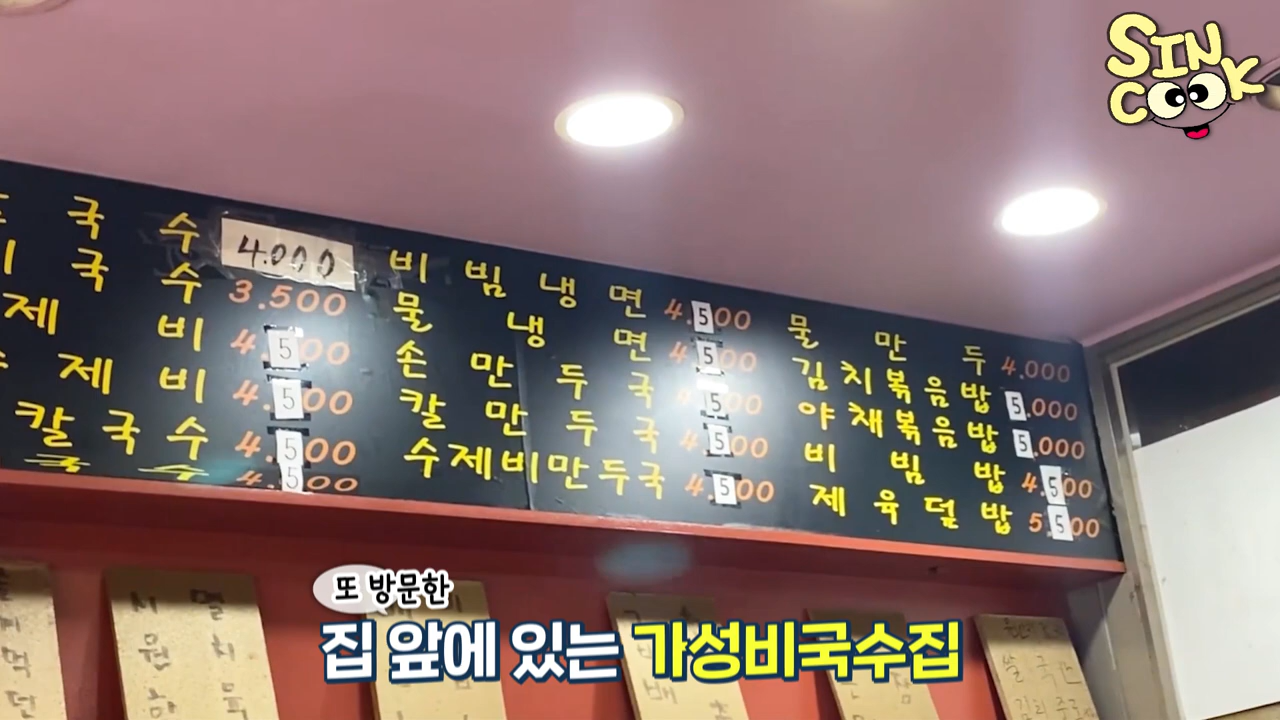 SIN
COOK
국 수 4.000
국 수 3.500
제 비 4.500
제 비 4.500
칼 국 수 4.500
국 수 4.500
비 빔 냉 면 4.500
물 냉 면 4.500
손 만 두 국 4.500
칼 만 두 국 4.500
수제비만두국 4.500
물 만 두 4.000
김치볶음밥 5.000
야채볶음밥 5.000
비 빔 밥 4.500
제 육 덮 밥 5.500
또 방문한
집 앞에 있는 가성비국수집